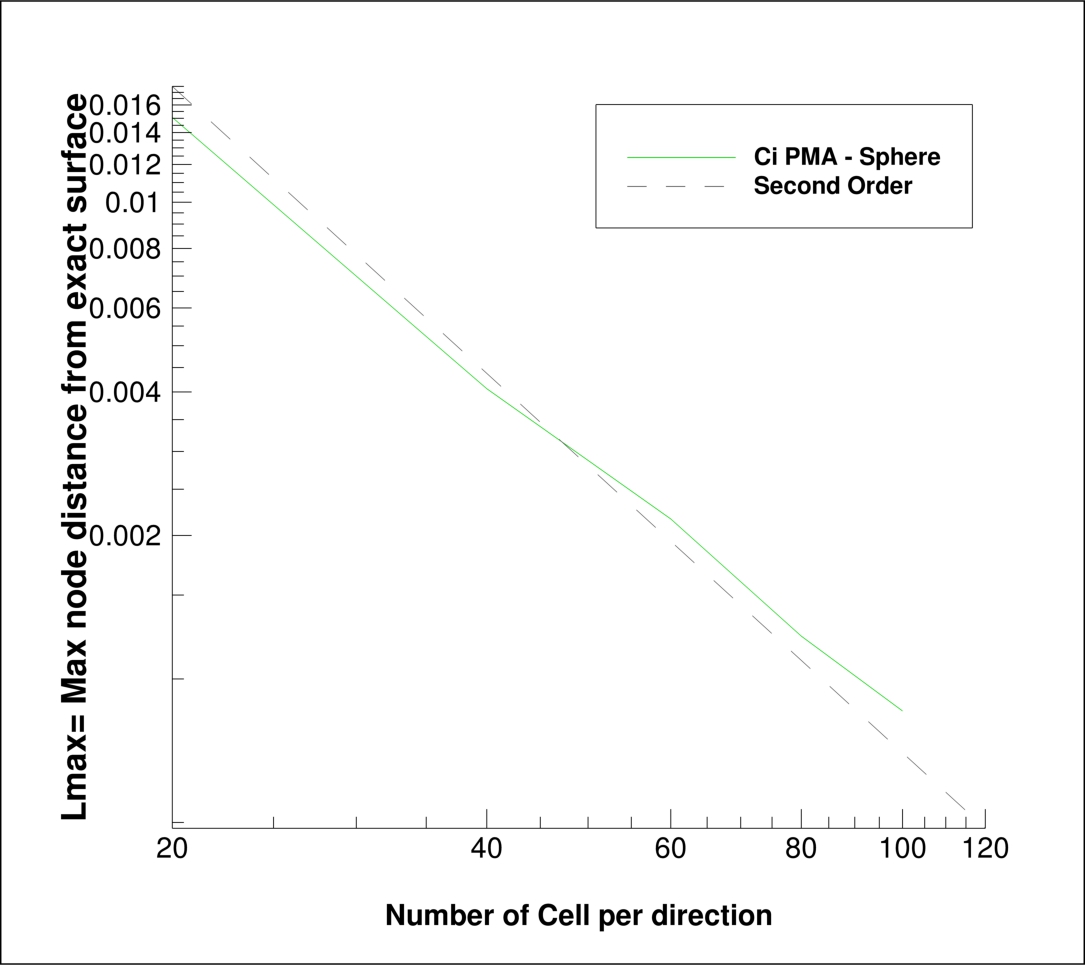 Lmax= Max node distance from exact surface
0.016
0.014
0.012
0.01
0.008
0.006
0.004
0.002
Ci PMA - Sphere
Second Order
20 40 60 80 100 120
Number of Cell per direction